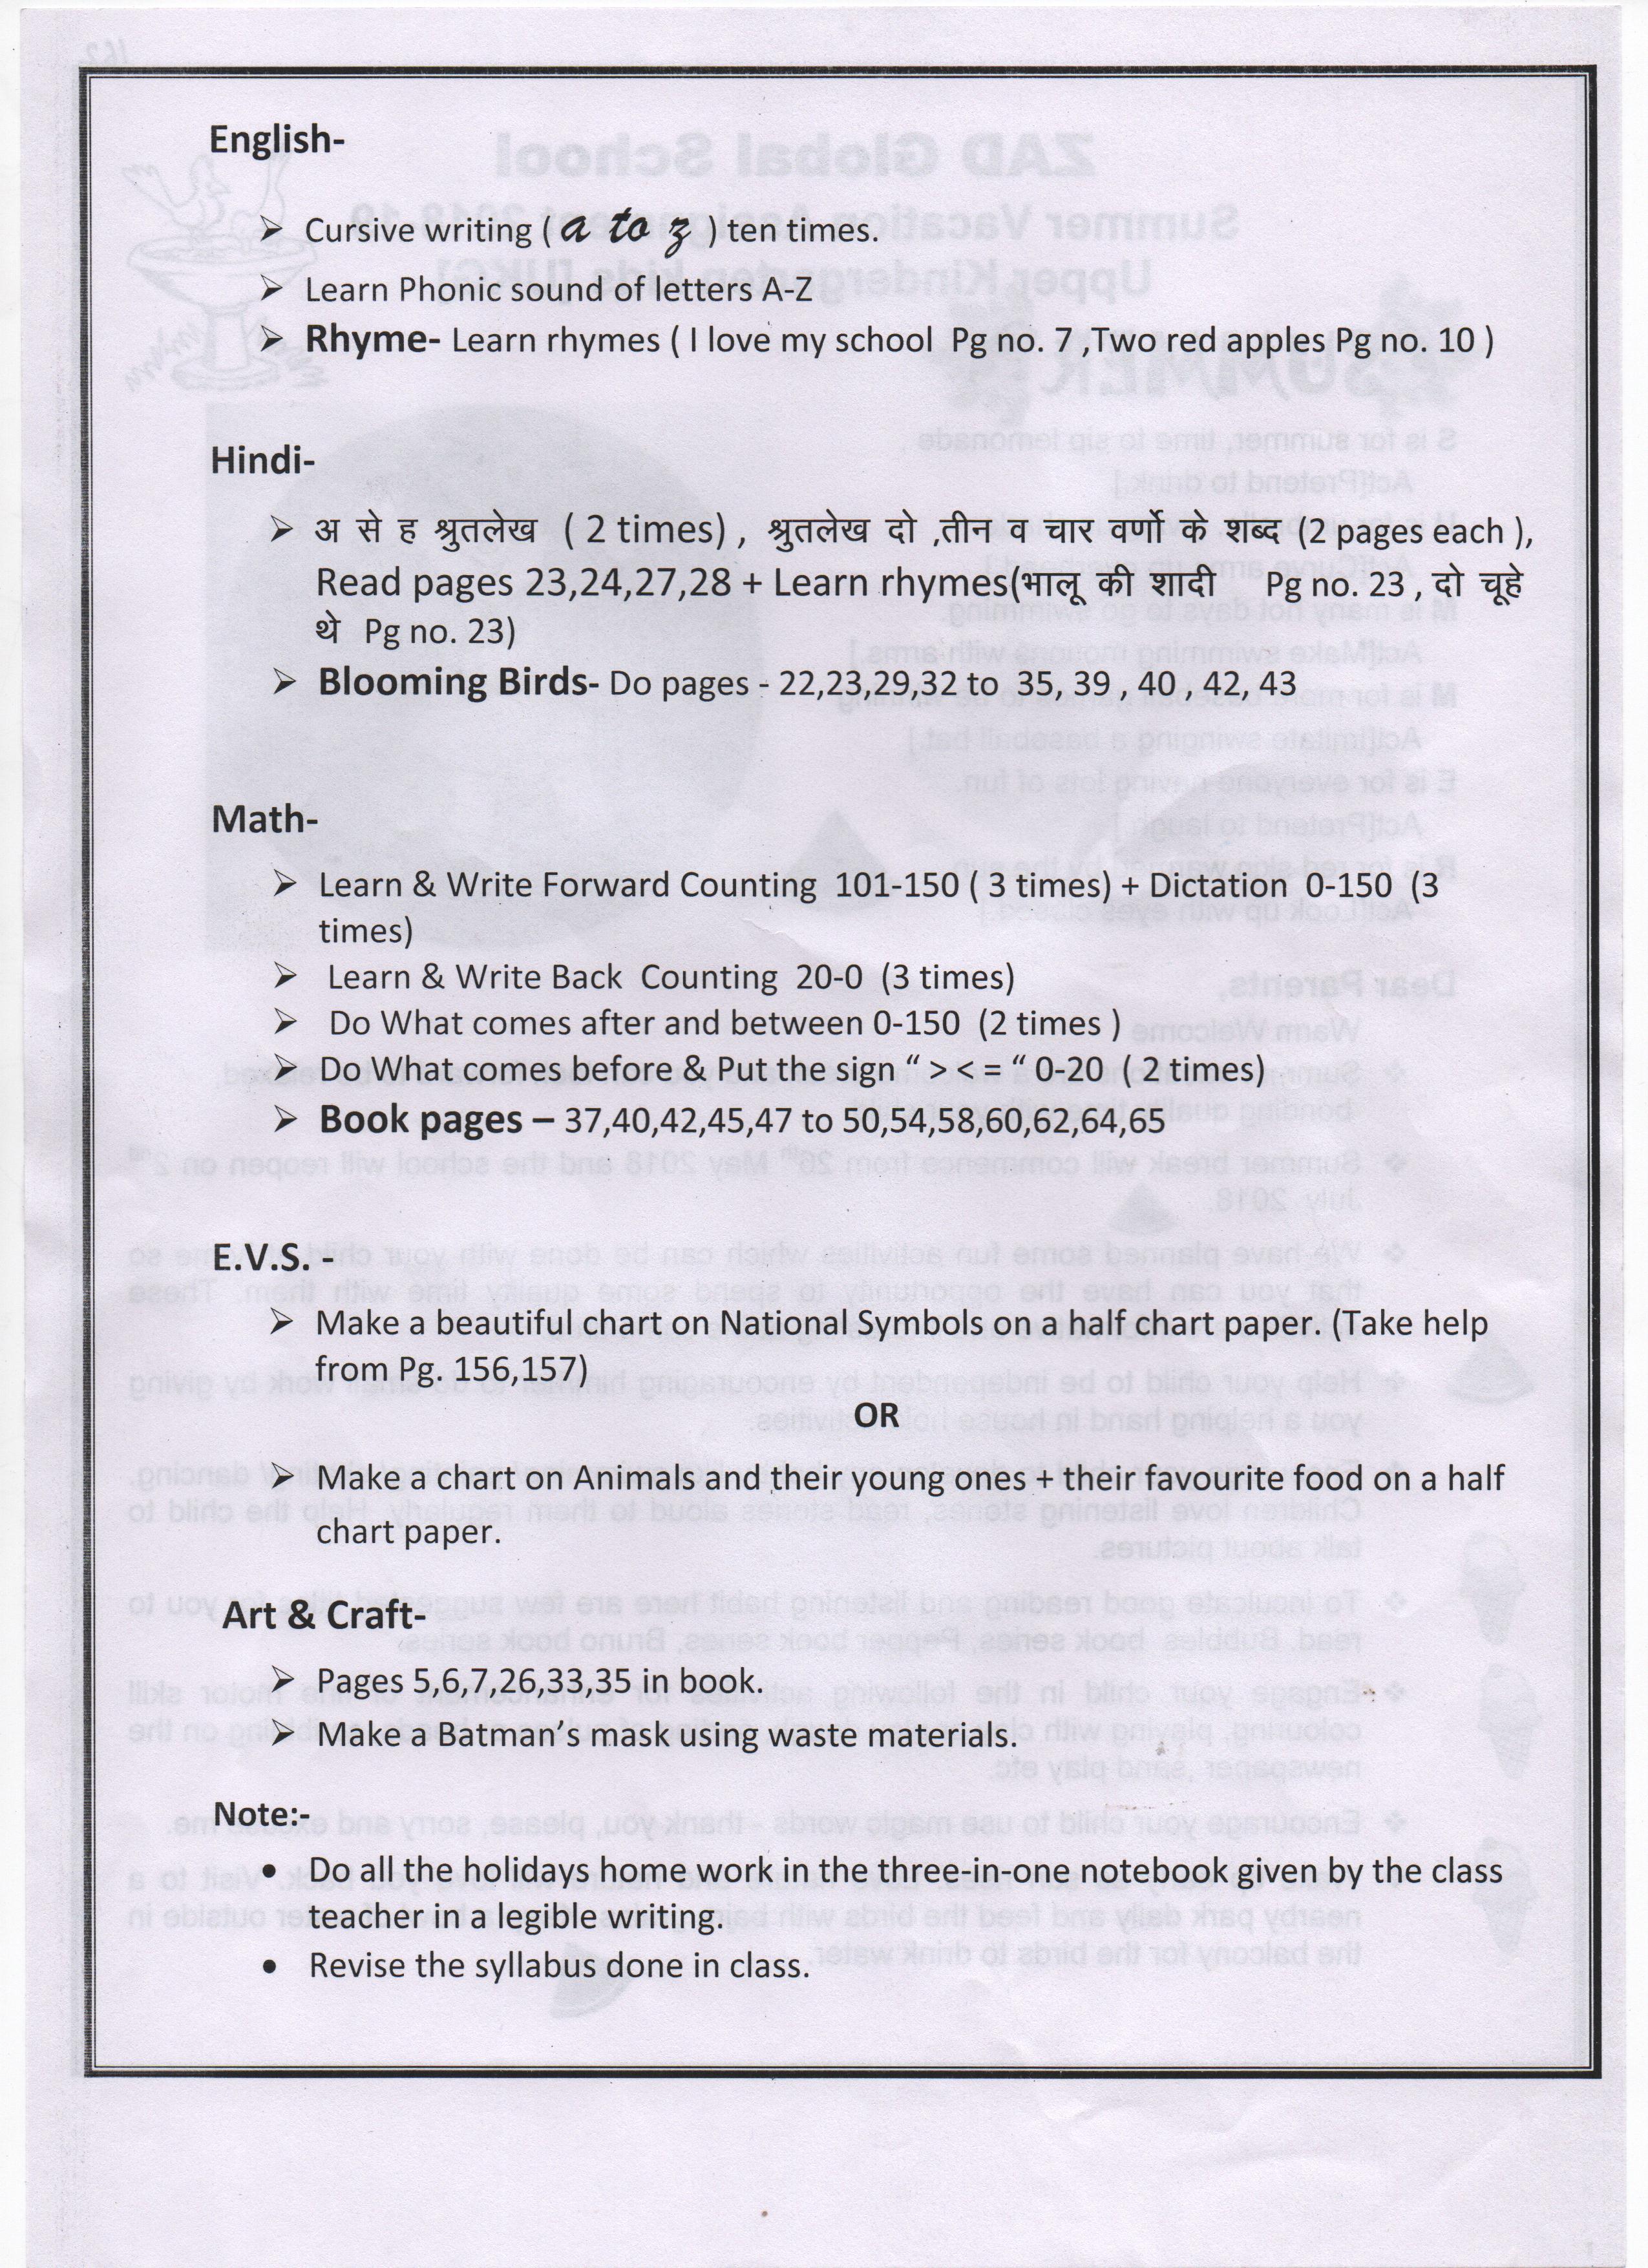 English-
➢ Cursive writing ( a to z ) ten times.
➢ Learn Phonic sound of letters A-Z
➢ Rhyme- Learn rhymes ( I love my school Pg no. 7 ,Two red apples Pg no. 10 )
Hindi-
➢ अ से ह श्रुतलेख ( 2 times) , श्रुतलेख दो ,तीन व चार वर्णो के शब्द (2 pages each ),
Read pages 23,24,27,28 + Learn rhymes(भालू की शादी Pg no. 23 , दो चूहे
थे Pg no. 23)
➢ Blooming Birds- Do pages - 22,23,29,32 to 35, 39 , 40 , 42, 43
Math-
➢ Learn & Write Forward Counting 101-150 ( 3 times) + Dictation 0-150 (3
times)
➢ Learn & Write Back Counting 20-0 (3 times)
➢ Do What comes after and between 0-150 (2 times )
➢ Do What comes before & Put the sign “ > < = “ 0-20 ( 2 times)
➢ Book pages – 37,40,42,45,47 to 50,54,58,60,62,64,65
E.V.S. -
➢ Make a beautiful chart on National Symbols on a half chart paper. (Take help
from Pg. 156,157)
OR
➢ Make a chart on Animals and their young ones + their favourite food on a half
chart paper.
Art & Craft-
➢ Pages 5,6,7,26,33,35 in book.
➢ Make a Batman’s mask using waste materials.
Note:-
• Do all the holidays home work in the three-in-one notebook given by the class
teacher in a legible writing.
• Revise the syllabus done in class.